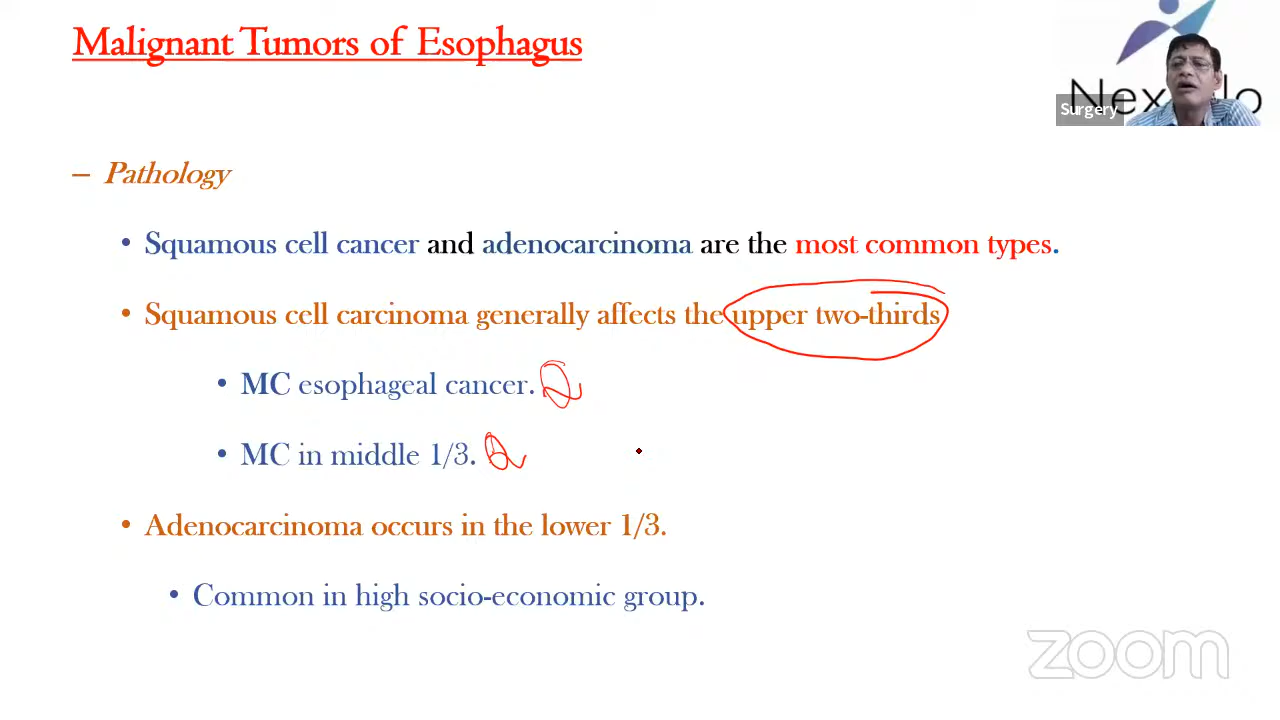 Malignant Tumors of Esophagus
Surgery
– Pathology
• Squamous cell cancer and adenocarcinoma are the most common types.
• Squamous cell carcinoma generally affects the upper two-thirds
• MC esophageal cancer.
• MC in middle 1/3.
• Adenocarcinoma occurs in the lower 1/3.
• Common in high socio-economic group.
zoom